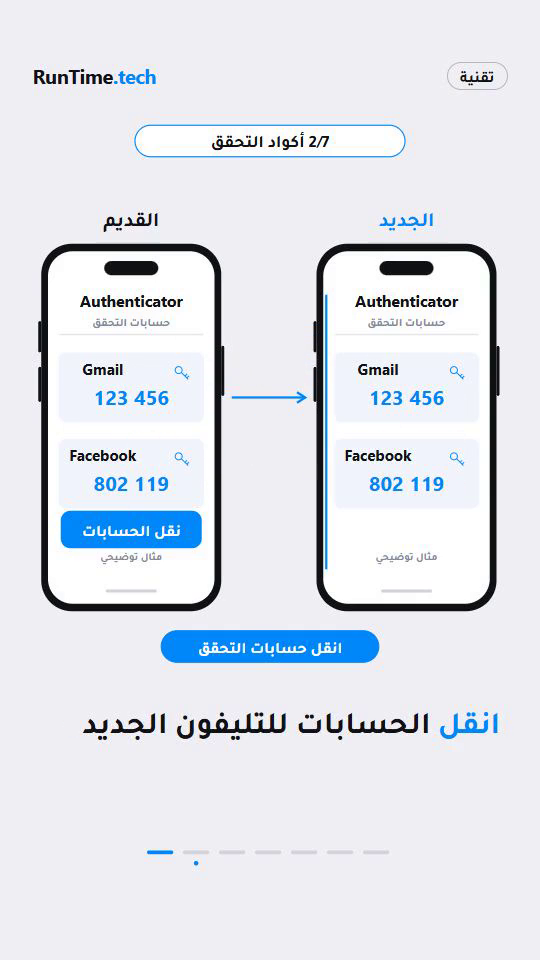 RunTime.tech
تقنية
2/7 أكواد التحقق
القديم
الجديد
Authenticator
حسابات التحقق
Gmail
123 456
Facebook
802 119
نقل الحسابات
مثال توضيحي
Authenticator
حسابات التحقق
Gmail
123 456
Facebook
802 119
مثال توضيحي
انقل حسابات التحقق
انقل الحسابات للتليفون الجديد